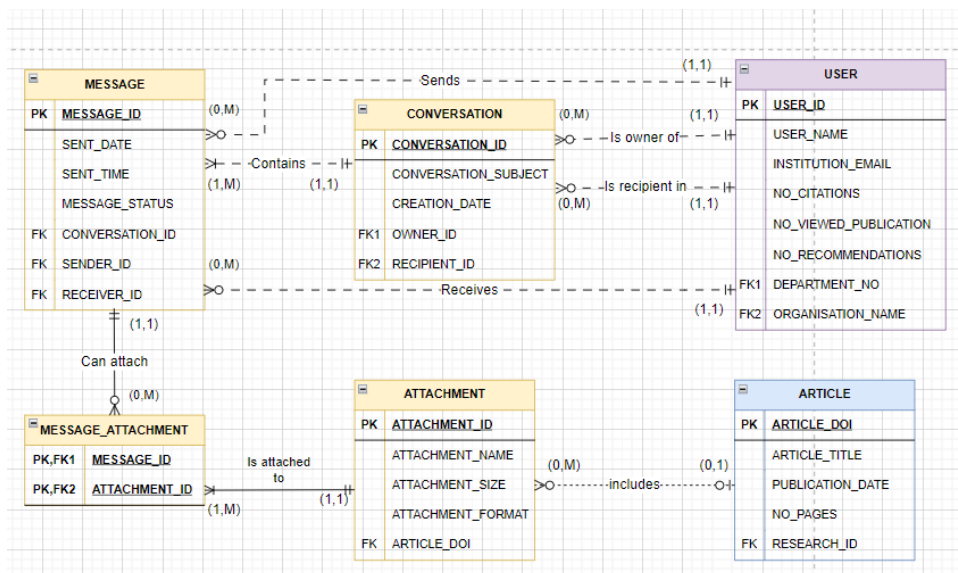 MESSAGE
PK MESSAGE_ID
SENT_DATE
SENT_TIME
MESSAGE_STATUS
FK CONVERSATION_ID
FK SENDER_ID
FK RECEIVER_ID
(0,M)
Sends
(1,1)
(1,M)
Contains
(1,1)
CONVERSATION
PK CONVERSATION_ID
CONVERSATION_SUBJECT
CREATION_DATE
FK1 OWNER_ID
FK2 RECIPIENT_ID
(0,M)
Is owner of
(1,1)
(0,M)
Is recipient in
(1,1)
USER
PK USER_ID
USER_NAME
INSTITUTION_EMAIL
NO_CITATIONS
NO_VIEWED_PUBLICATION
NO_RECOMMENDATIONS
FK1 DEPARTMENT_NO
FK2 ORGANISATION_NAME
(0,M)
Receives
(1,1)
(1,1)
Can attach
(0,M)
MESSAGE_ATTACHMENT
PK,FK1 MESSAGE_ID
PK,FK2 ATTACHMENT_ID
(1,M)
Is attached
to
(1,1)
ATTACHMENT
PK ATTACHMENT_ID
ATTACHMENT_NAME
ATTACHMENT_SIZE
ATTACHMENT_FORMAT
FK ARTICLE_DOI
(0,M)
includes
(0,1)
ARTICLE
PK ARTICLE_DOI
ARTICLE_TITLE
PUBLICATION_DATE
NO_PAGES
FK RESEARCH_ID